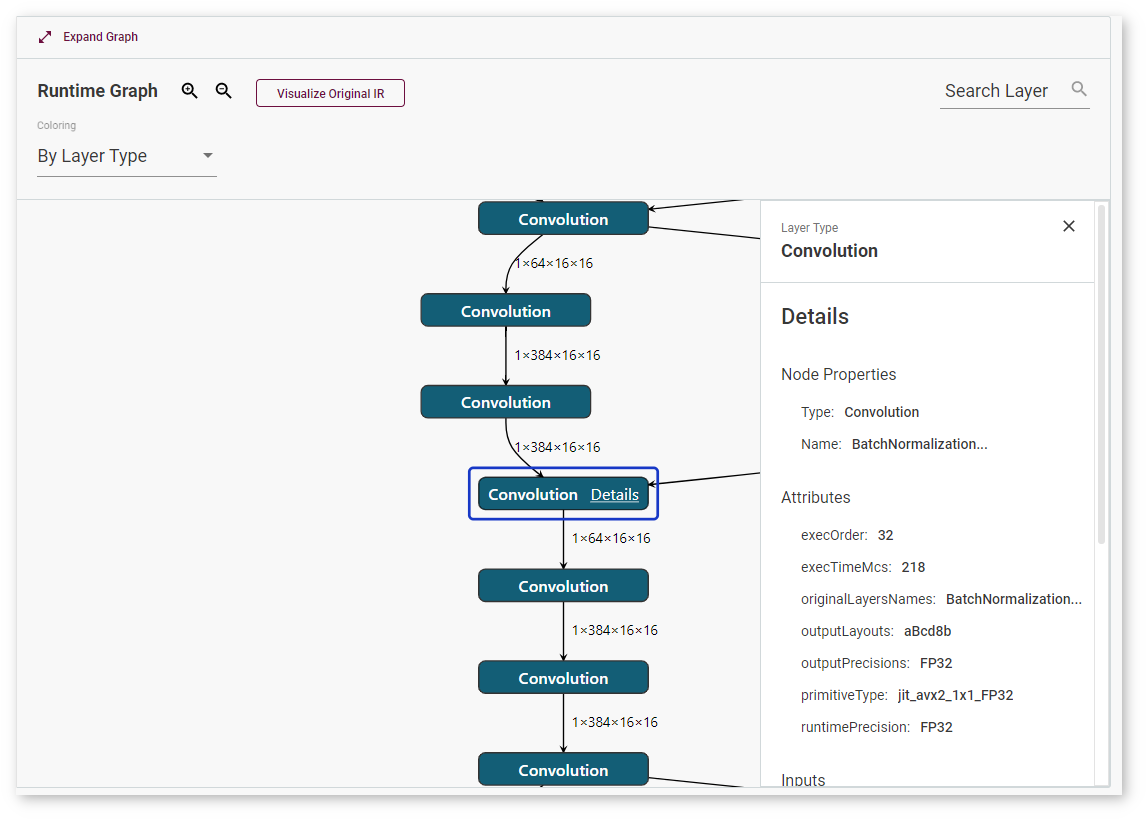 Expand Graph
Runtime Graph
Visualize Original IR
Search Layer
Coloring
By Layer Type
Convolution
1×64×16×16
Convolution
1×384×16×16
Convolution
1×384×16×16
Convolution Details
1×64×16×16
Convolution
1×384×16×16
Convolution
1×384×16×16
Convolution
Layer Type
Convolution
Details
Node Properties
Type: Convolution
Name: BatchNormalization...
Attributes
execOrder: 32
execTimeMcs: 218
originalLayersNames: BatchNormalization...
outputLayouts: aBcd8b
outputPrecisions: FP32
primitiveType: jit_avx2_1x1_FP32
runtimePrecision: FP32
Inputs